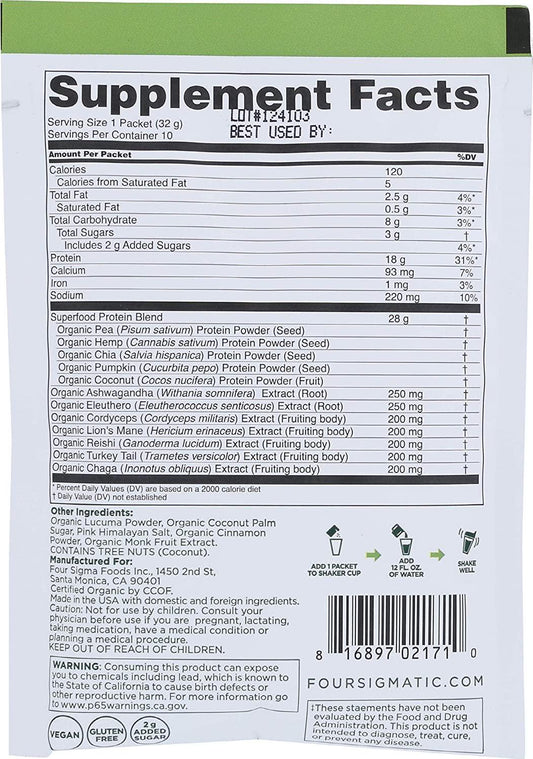 Supplement Facts
Serving Size 1 Packet (32 g)
Servings Per Container 10
LOT#124103
BEST USED BY:
Amount Per Packet %DV
Calories 120
Calories from Saturated Fat 5
Total Fat 2.5 g 4%*
Saturated Fat 0.5 g 3%*
Total Carbohydrate 8 g 3%*
Total Sugars 3 g †
Includes 2 g Added Sugars 4%*
Protein 18 g 31%*
Calcium 93 mg 7%
Iron 1 mg 3%
Sodium 220 mg 10%
Superfood Protein Blend 28 g †
Organic Pea (Pisum sativum) Protein Powder (Seed) †
Organic Hemp (Cannabis sativum) Protein Powder (Seed) †
Organic Chia (Salvia hispanica) Protein Powder (Seed) †
Organic Pumpkin (Cucurbita pepo) Protein Powder (Seed) †
Organic Coconut (Cocos nucifera) Protein Powder (Fruit) †
Organic Ashwagandha (Withania somnifera) Extract (Root) 250 mg †
Organic Eleuthero (Eleutherococcus senticosus) Extract (Root) 250 mg †
Organic Cordyceps (Cordyceps militaris) Extract (Fruiting body) 200 mg †
Organic Lion's Mane (Hericium erinaceus) Extract (Fruiting body) 200 mg †
Organic Reishi (Ganoderma lucidum) Extract (Fruiting body) 200 mg †
Organic Turkey Tail (Trametes versicolor) Extract (Fruiting body) 200 mg †
Organic Chaga (Inonotus obliquus) Extract (Fruiting body) 200 mg †
* Percent Daily Values (DV) are based on a 2000 calorie diet
† Daily Value (DV) not established
Other Ingredients:
Organic Lucuma Powder, Organic Coconut Palm
Sugar, Pink Himalayan Salt, Organic Cinnamon
Powder, Organic Monk Fruit Extract.
CONTAINS TREE NUTS (Coconut).
Manufactured For:
Four Sigma Foods Inc., 1450 2nd St,
Santa Monica, CA 90401
Certified Organic by CCOF.
Made in the USA with domestic and foreign ingredients.
Caution: Not for use by children. Consult your
physician before use if you are pregnant, lactating,
taking medication, have a medical condition or
planning a medical procedure.
KEEP OUT OF REACH OF CHILDREN.
WARNING: Consuming this product can expose
you to chemicals including lead, which is known to
the State of California to cause birth defects or
other reproductive harm. For more information go
to www.p65warnings.ca.gov.
VEGAN
GLUTEN
FREE
2g
ADDED
SUGAR
ADD 1 PACKET
TO SHAKER CUP
ADD
12 FL. OZ.
OF WATER
SHAKE
WELL
8 16897 02171 0
FOURSIGMATIC.COM
‡These staements have not been
evaluated by the Food and Drug
Administration. This product is not
intended to diagnose, treat, cure,
or prevent any disease.